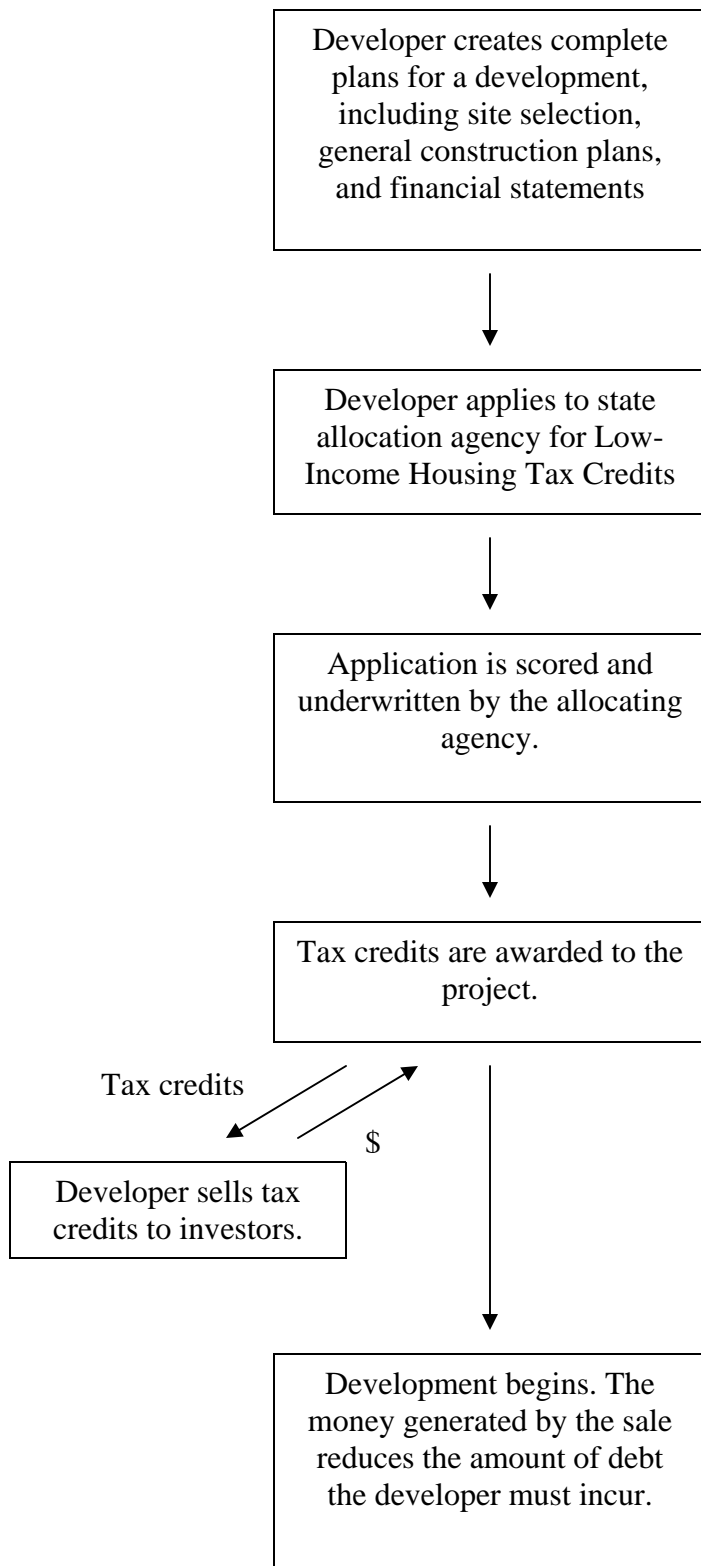 Developer creates complete
plans for a development,
including site selection,
general construction plans,
and financial statements
Developer applies to state
allocation agency for Low-
Income Housing Tax Credits
Application is scored and
underwritten by the allocating
agency.
Tax credits are awarded to the
project.
Tax credits
$
Developer sells tax
credits to investors.
Development begins. The
money generated by the sale
reduces the amount of debt
the developer must incur.